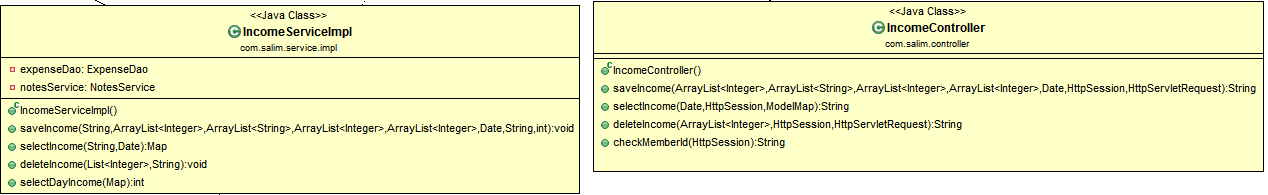 <<Java Class>>
IncomeServiceImpl
com.salim.service.impl
expenseDao: ExpenseDao
notesService: NotesService
IncomeServiceImpl()
saveIncome(String,ArrayList<Integer>,ArrayList<String>,ArrayList<Integer>,ArrayList<Integer>,Date,String,int):void
selectIncome(String,Date):Map
deleteIncome(List<Integer>,String):void
selectDayIncome(Map):int
<<Java Class>>
IncomeController
com.salim.controller
IncomeController()
saveIncome(ArrayList<Integer>,ArrayList<String>,ArrayList<Integer>,ArrayList<Integer>,Date,HttpSession,HttpServletRequest):String
selectIncome(Date,HttpSession,ModelMap):String
deleteIncome(ArrayList<Integer>,HttpSession,HttpServletRequest):String
checkMemberId(HttpSession):String